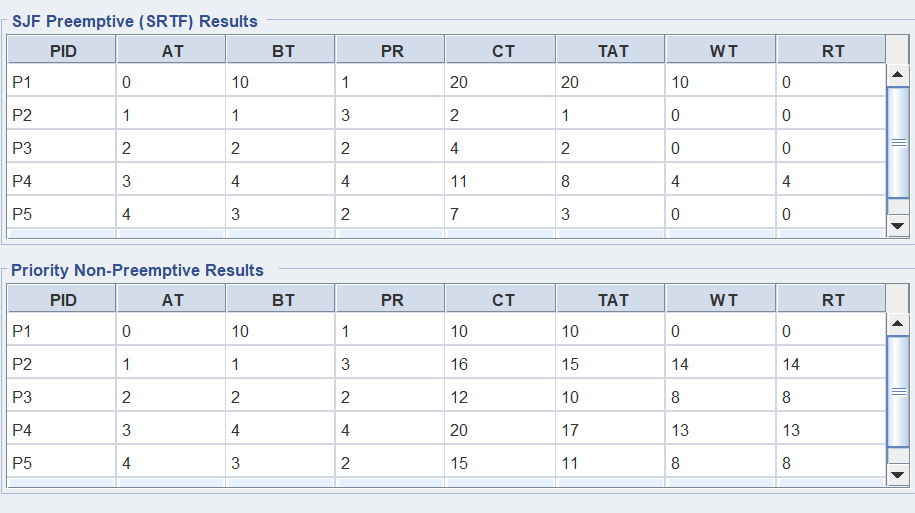 SJF Preemptive (SRTF) Results
PID AT BT PR CT TAT WT RT
P1 0 10 1 20 20 10 0
P2 1 1 3 2 1 0 0
P3 2 2 2 4 2 0 0
P4 3 4 4 11 8 4 4
P5 4 3 2 7 3 0 0
Priority Non-Preemptive Results
PID AT BT PR CT TAT WT RT
P1 0 10 1 10 10 0 0
P2 1 1 3 16 15 14 14
P3 2 2 2 12 10 8 8
P4 3 4 4 20 17 13 13
P5 4 3 2 15 11 8 8